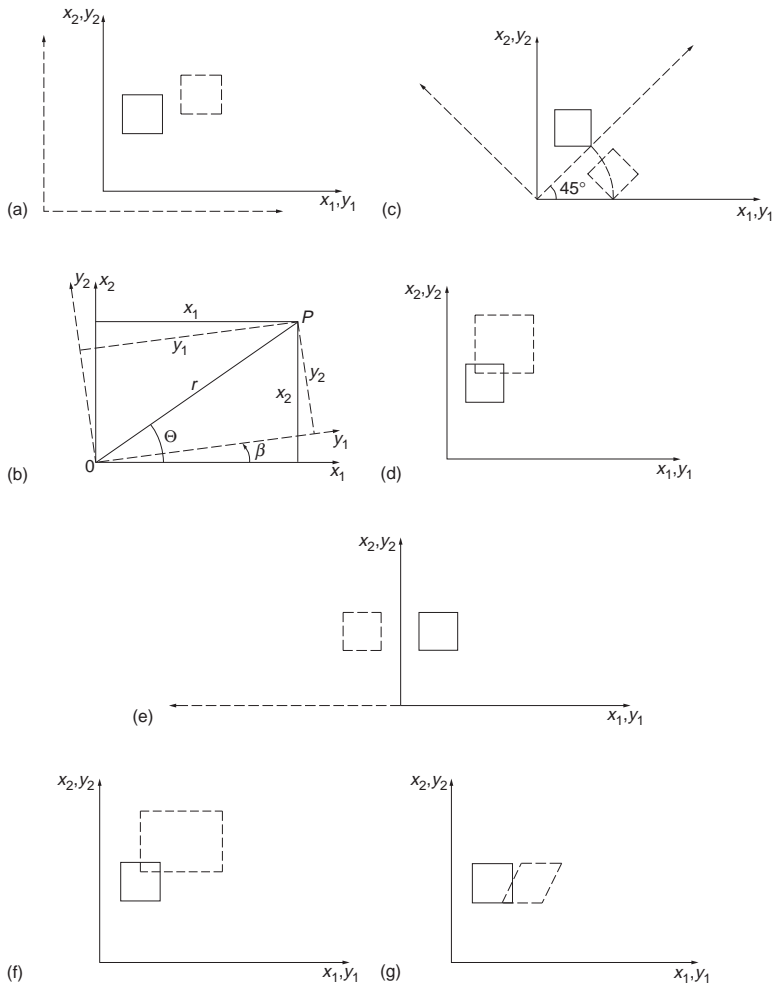 x₂,y₂
x₁,y₁
(a)
x₂,y₂
45°
x₁,y₁
(c)
y₂
x₂
x₁
P
y₁
r
y₂
x₂
Θ
β
y₁
0
x₁
(b)
x₂,y₂
x₁,y₁
(d)
x₂,y₂
x₁,y₁
(e)
x₂,y₂
x₁,y₁
(f)
x₂,y₂
x₁,y₁
(g)